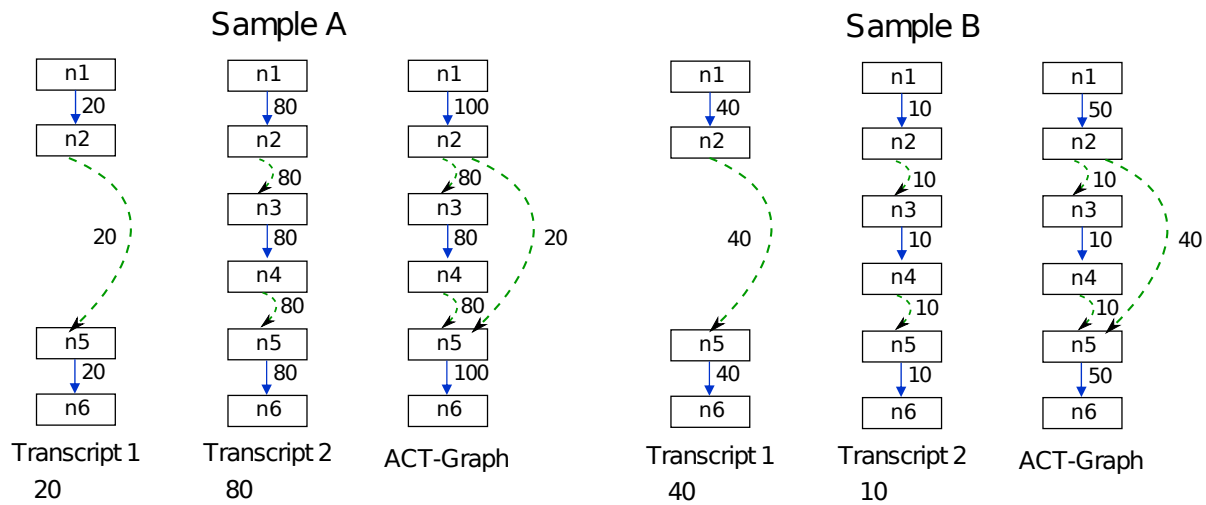 Sample A
Sample B
n1 n1 n1 n1 n1 n1
20 80 100 40 10 50
n2 n2 n2 n2 n2 n2
80 80 10 10
n3 n3 n3 n3
20 80 80 20 40 10 10 40
n4 n4 n4 n4
80 80 10 10
n5 n5 n5 n5 n5 n5
20 80 100 40 10 50
n6 n6 n6 n6 n6 n6
Transcript 1 Transcript 2 ACT-Graph Transcript 1 Transcript 2 ACT-Graph
20 80 40 10